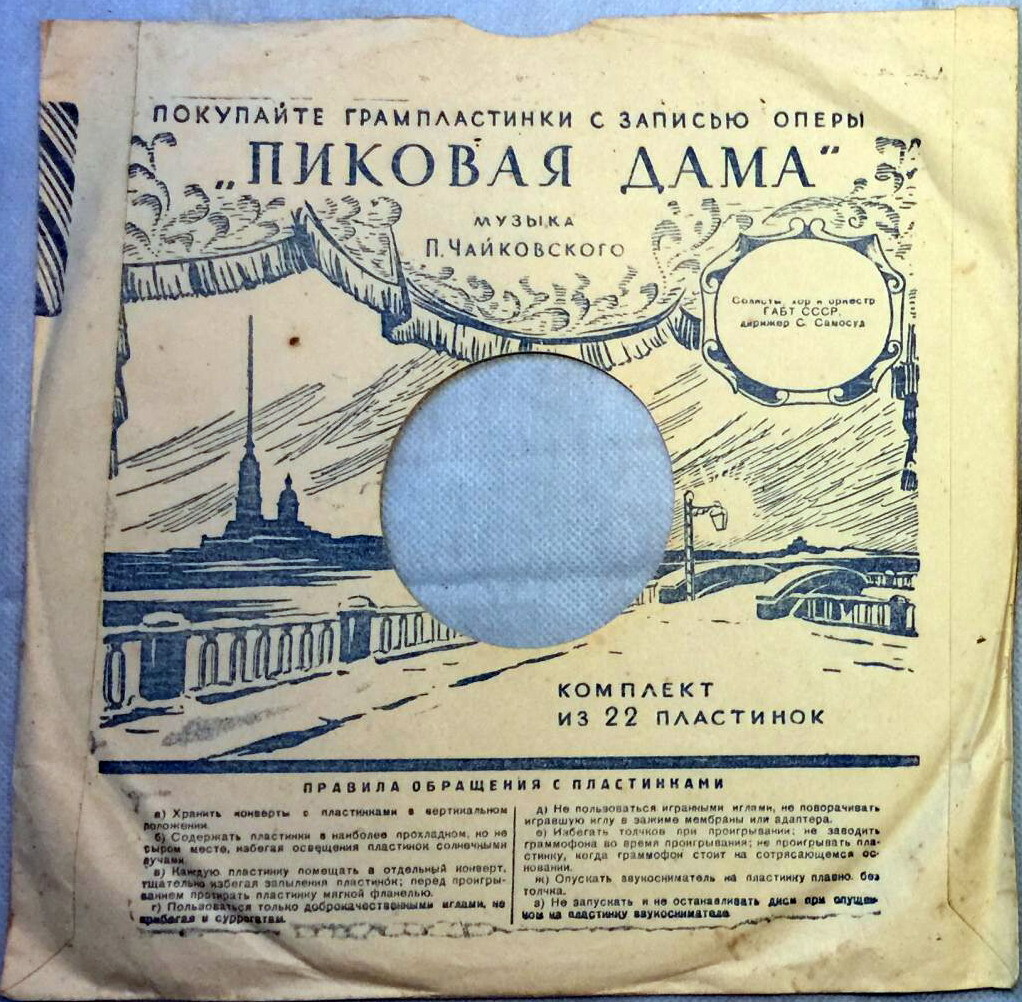 ПОКУПАЙТЕ ГРАМПЛАСТИНКИ С ЗАПИСЬЮ ОПЕРЫ
„ПИКОВАЯ ДАМА“
МУЗЫКА
П. ЧАЙКОВСКОГО
Солисты, хор и оркестр
ГАБТ СССР,
дирижер С. Самосуд
КОМПЛЕКТ
ИЗ 22 ПЛАСТИНОК
ПРАВИЛА ОБРАЩЕНИЯ С ПЛАСТИНКАМИ
а) Хранить конверты с пластинками в вертикальном
положении.
б) Содержать пластинки в наиболее прохладном, но не
сыром месте, избегая освещения пластинок солнечными
лучами.
в) Каждую пластинку помещать в отдельный конверт,
тщательно избегая запыления пластинок; перед проигры-
ванием протирать пластинку мягкой фланелью.
г) Пользоваться только доброкачественными иглами, не
прибегая и суррогатам.
д) Не пользоваться игранными иглами, не поворачивать
игравшую иглу в зажиме мембраны или адаптера.
е) Избегать толчков при проигрывании; не заводить
граммофона во время проигрывания; не проигрывать пла-
стинку, когда граммофон стоит на сотрясающемся ос-
новании.
ж) Опускать звукосниматель на пластинку плавно, без
толчка.
з) Не запускать и не останавливать диск при опущен-
ном на пластинку звукоснимателе